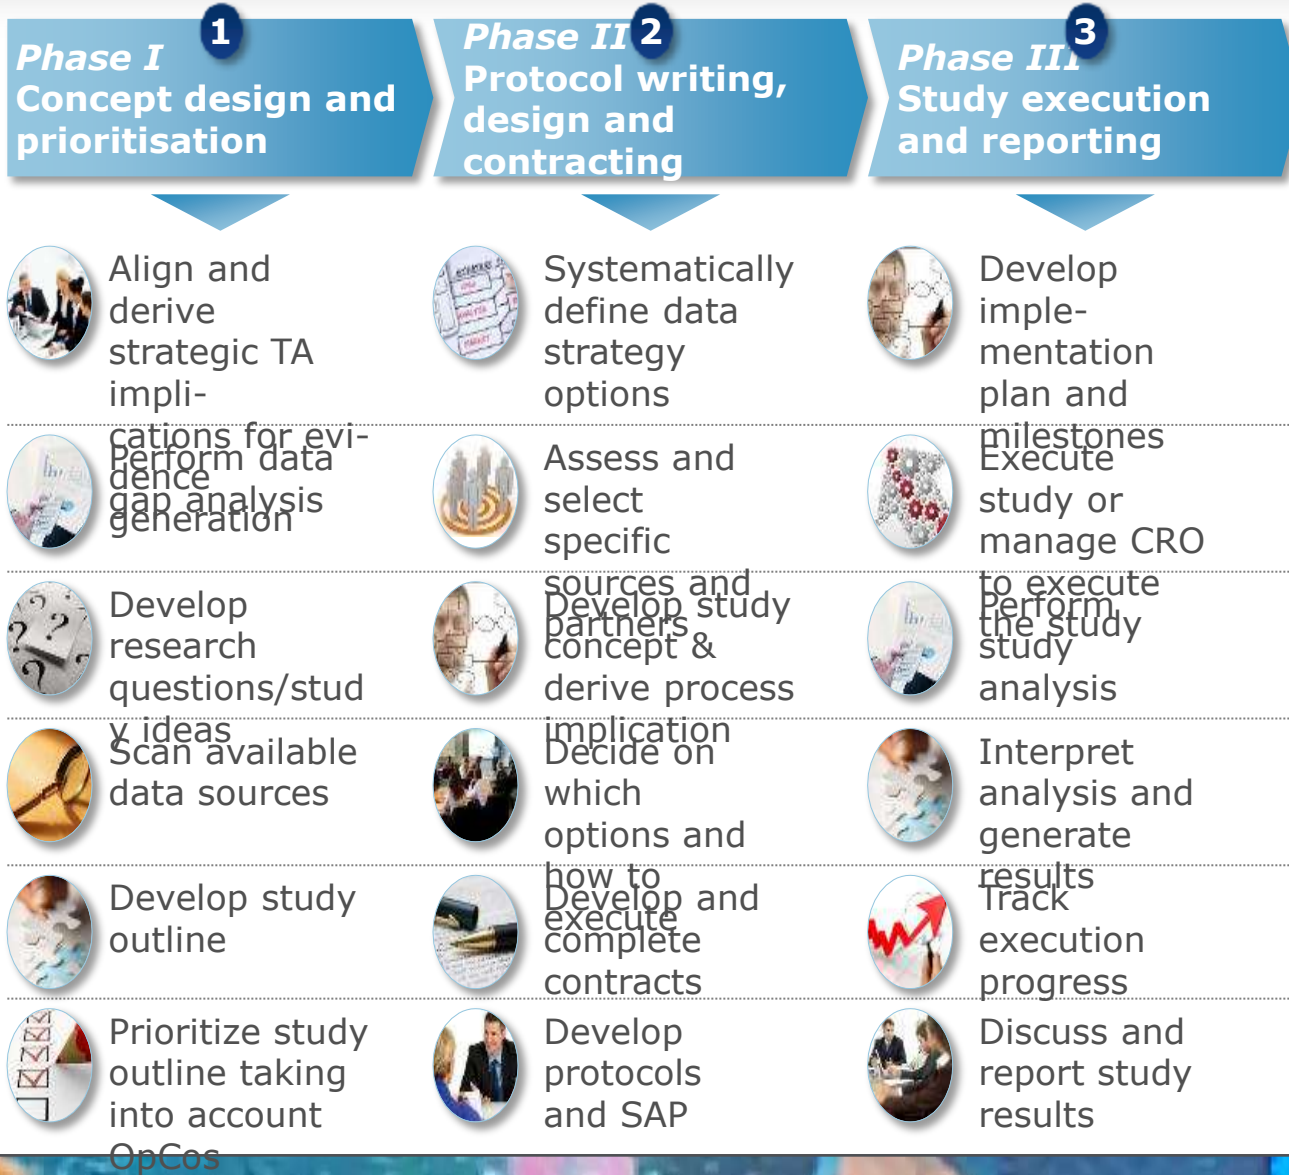 1
Phase I
Concept design and
prioritisation
2
Phase II
Protocol writing,
design and
contracting
3
Phase III
Study execution
and reporting
Align and
derive
strategic TA
impli-
cations for evi-
dence
generation
Perform data
gap analysis
Develop
research
questions/stud
y ideas
Scan available
data sources
Develop study
outline
Prioritize study
outline taking
into account
OpCos
Systematically
define data
strategy
options
Assess and
select
specific
sources and
partners
Develop study
concept &
derive process
implication
Decide on
which
options and
how to
execute
Develop and
complete
contracts
Develop
protocols
and SAP
Develop
imple-
mentation
plan and
milestones
Execute
study or
manage CRO
to execute
the study
Perform
study
analysis
Interpret
analysis and
generate
results
Track
execution
progress
Discuss and
report study
results